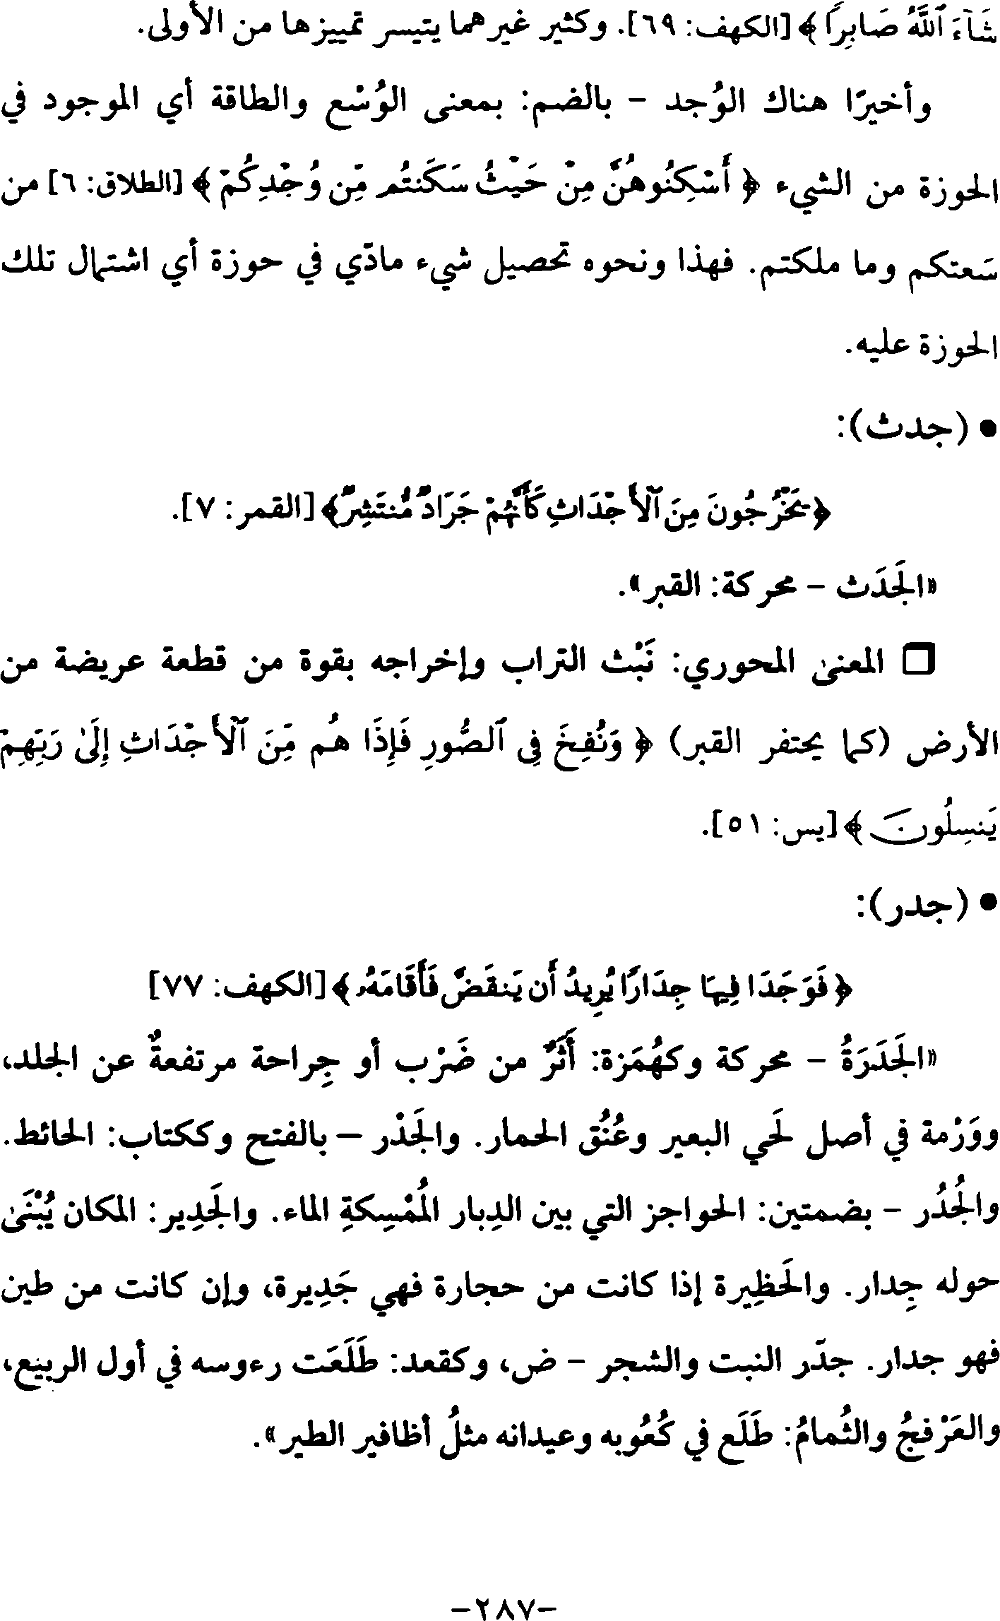 شَآءَ ٱللَّهُ صَابِرًا ﴾ [الكهف: ٦٩]. وكثير غيرهما يتيسر تمييزها من الأولى.
وأخيرًا هناك الوُجد - بالضم: بمعنى الوُسْع والطاقة أي الموجود في
الحوزة من الشيء ﴿ أَسْكِنُوهُنَّ مِنْ حَيْثُ سَكَنتُم مِّن وُجْدِكُمْ ﴾ [الطلاق: ٦] من
سَعتكم وما ملكتم. فهذا ونحوه تحصيل شيء مادّي في حوزة أي اشتمال تلك
الحوزة عليه.
• (جدث):
﴿يَخْرُجُونَ مِنَ ٱلْأَجْدَاثِ كَأَنَّهُمْ جَرَادٌ مُّنتَشِرٌ﴾ [القمر: ٧].
«الجَدَث - محركة: القبر».
❒ المعنىٰ المحوري: نَبْث التراب وإخراجه بقوة من قطعة عريضة من
الأرض (كما يحتفر القبر) ﴿ وَنُفِخَ فِى ٱلصُّورِ فَإِذَا هُم مِّنَ ٱلْأَجْدَاثِ إِلَىٰ رَبِّهِمْ
يَنسِلُونَ ﴾ [يس: ٥١].
• (جدر):
﴿ فَوَجَدَا فِيهَا جِدَارًا يُرِيدُ أَن يَنقَضَّ فَأَقَامَهُۥ ﴾ [الكهف: ٧٧]
«الجَدَرَةُ - محركة وكهُمَزة: أَثَرٌ من ضَرْب أو جِراحة مرتفعةٌ عن الجلد،
ووَرْمة في أصل لَحي البعير وعُنُق الحمار. والجَدْر – بالفتح وككتاب: الحائط.
والجُدُر - بضمتين: الحواجز التي بين الدِبار المُمْسِكةِ الماء. والجَدِير: المكان يُبْنَىٰ
حوله جِدار. والحَظِيرة إذا كانت من حجارة فهي جَدِيرة، وإن كانت من طين
فهو جدار. جدّر النبت والشجر - ض، وكقعد: طَلَعَت رءوسه في أول الربيع،
والعَرْفجُ والثُمامُ: طَلَع في كُعُوبه وعيدانه مثلُ أظافير الطير».
-٢٨٧-